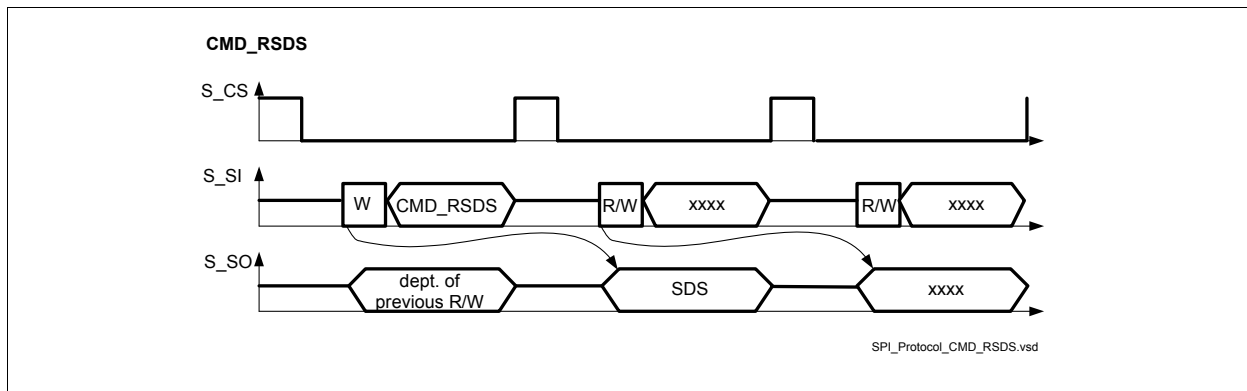 CMD_RSDS
S_CS
S_SI
W
CMD_RSDS
R/W
xxxx
R/W
xxxx
S_SO
dept. of
previous R/W
SDS
xxxx
SPI_Protocol_CMD_RSDS.vsd